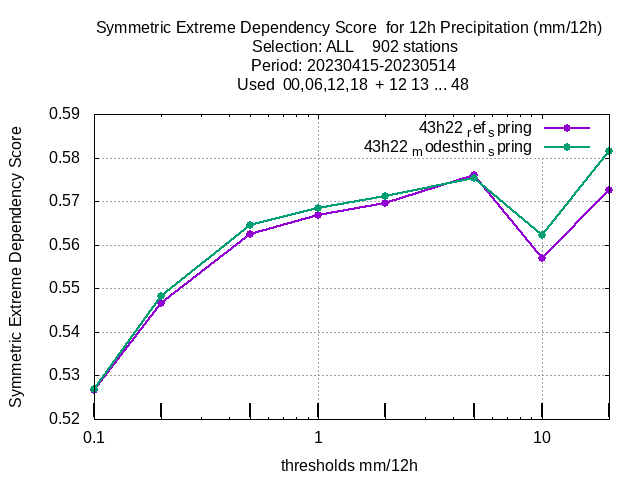 Symmetric Extreme Dependency Score  for 12h Precipitation (mm/12h)
Selection: ALL    902 stations
Period: 20230415-20230514
Used  00,06,12,18  + 12 13 ... 48
43h22 ref spring
43h22 modesthin spring
Symmetric Extreme Dependency Score
0.59
0.58
0.57
0.56
0.55
0.54
0.53
0.52
0.1
1
10
thresholds mm/12h